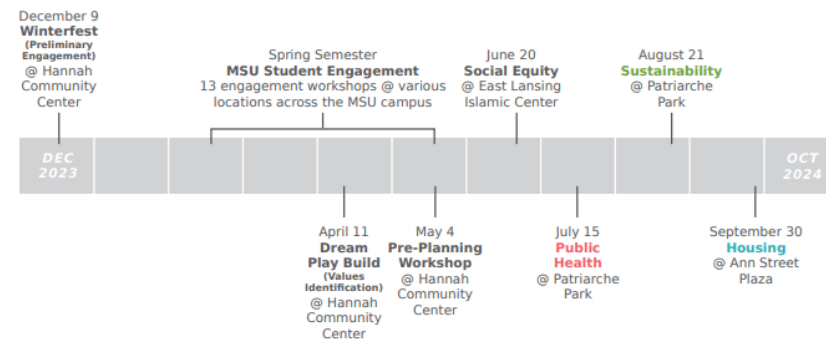 December 9
Winterfest
(Preliminary
Engagement)
@ Hannah
Community
Center
Spring Semester
MSU Student Engagement
13 engagement workshops @ various
locations across the MSU campus
June 20
Social Equity
@ East Lansing
Islamic Center
August 21
Sustainability
@ Patriarche
Park
DEC
2023
OCT
2024
April 11
Dream
Play Build
(Values
Identification)
@ Hannah
Community
Center
May 4
Pre-Planning
Workshop
@ Hannah
Community
Center
July 15
Public
Health
@ Patriarche
Park
September 30
Housing
@ Ann Street
Plaza